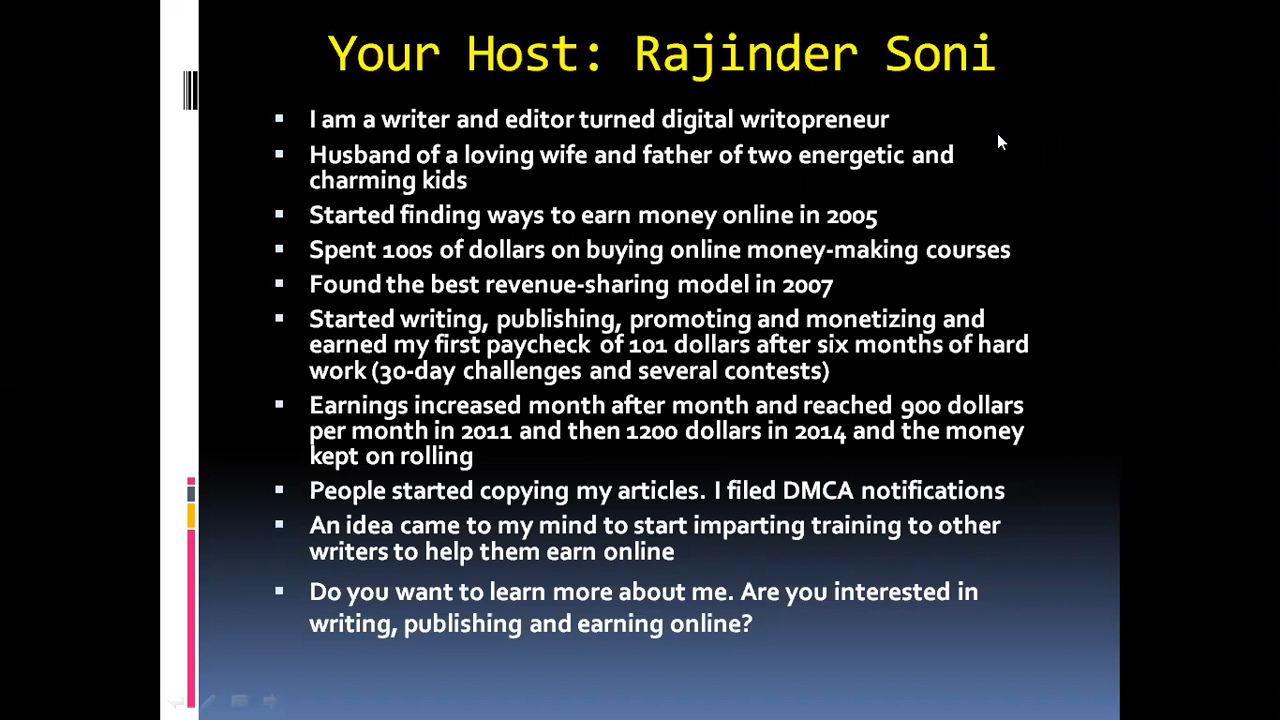 Your Host: Rajinder Soni
I am a writer and editor turned digital writopreneur
Husband of a loving wife and father of two energetic and
charming kids
Started finding ways to earn money online in 2005
Spent 100s of dollars on buying online money-making courses
Found the best revenue-sharing model in 2007
Started writing, publishing, promoting and monetizing and
earned my first paycheck of 101 dollars after six months of hard
work (30-day challenges and several contests)
Earnings increased month after month and reached 900 dollars
per month in 2011 and then 1200 dollars in 2014 and the money
kept on rolling
People started copying my articles. I filed DMCA notifications
An idea came to my mind to start imparting training to other
writers to help them earn online
Do you want to learn more about me. Are you interested in
writing, publishing and earning online?